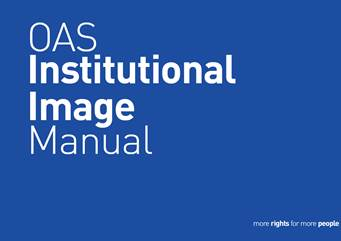 OAS
Institutional
Image
Manual
more rights for more people